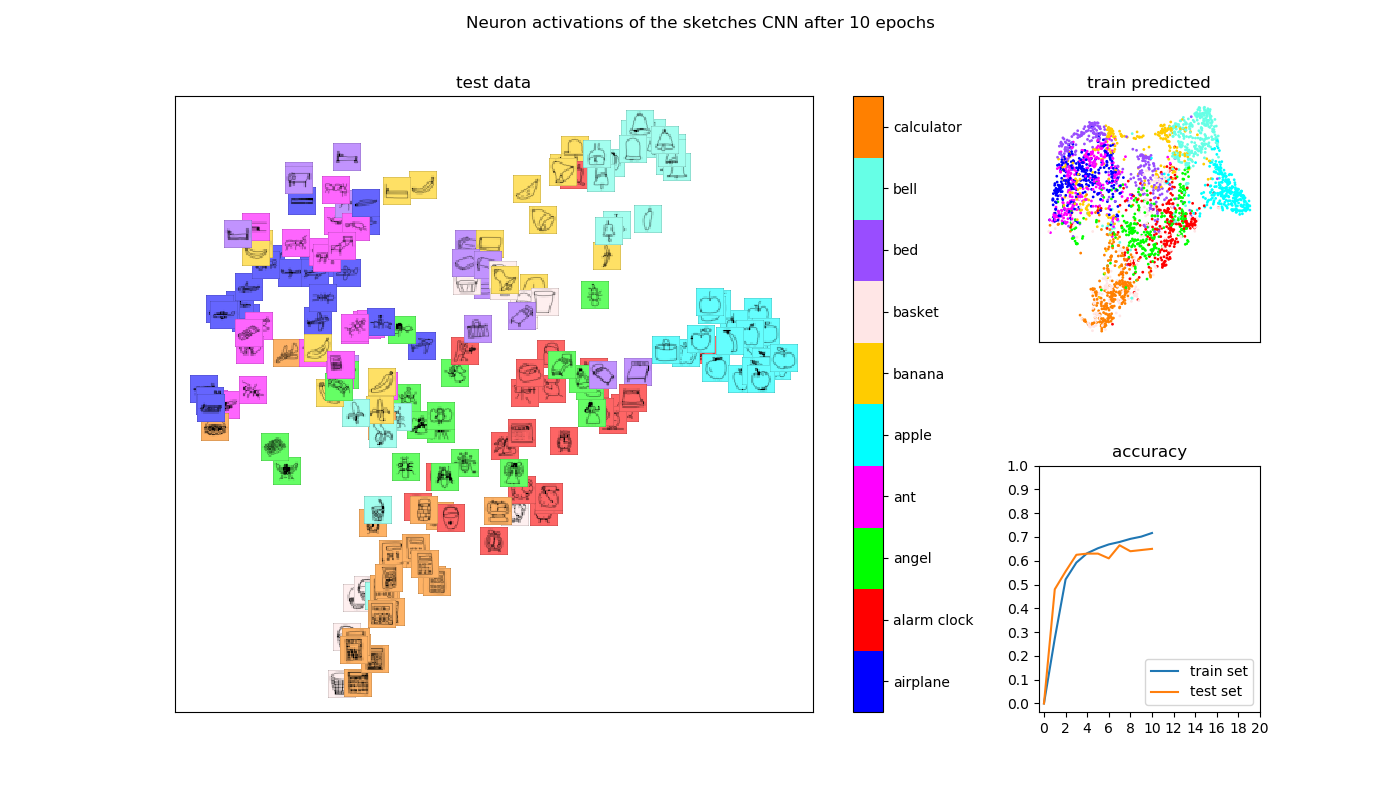 Neuron activations of the sketches CNN after 10 epochs
test data
calculator
bell
bed
basket
banana
apple
ant
angel
alarm clock
airplane
train predicted
accuracy
1.0
0.9
0.8
0.7
0.6
0.5
0.4
0.3
0.2
0.1
0.0
train set
test set
0 2 4 6 8 10 12 14 16 18 20